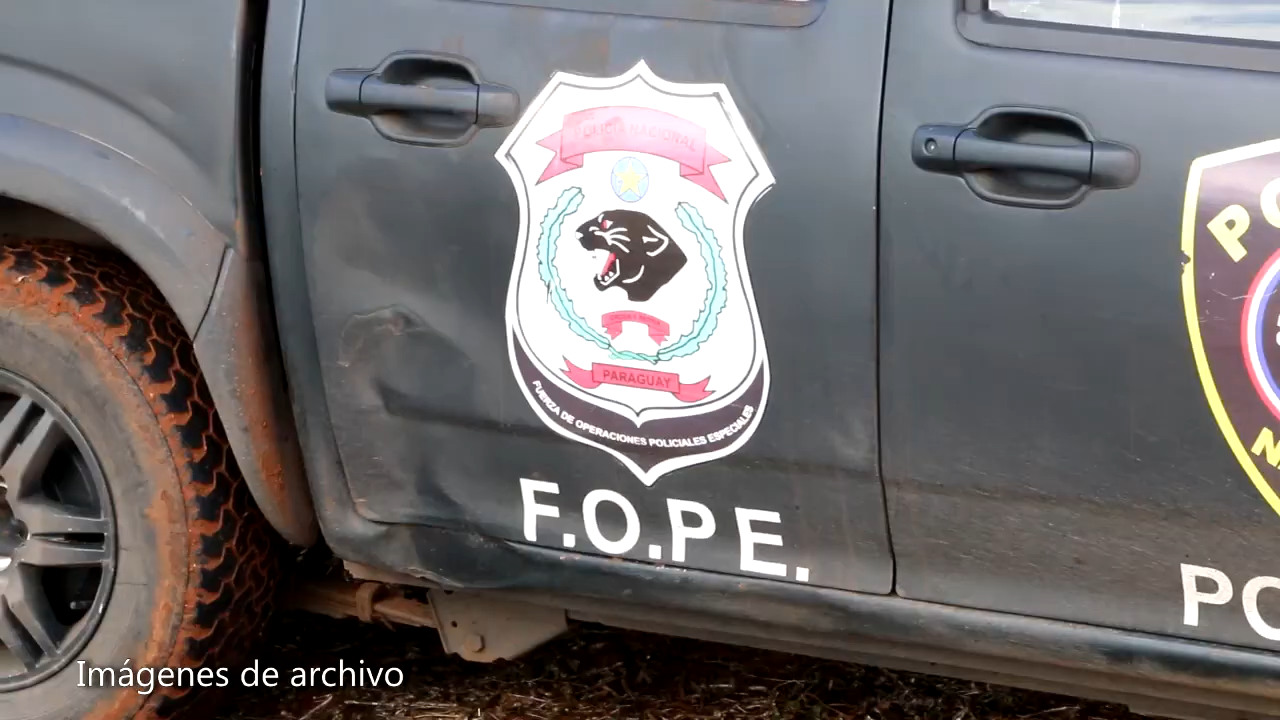 POLICIA NACIONAL
PARAGUAY
FUERZA DE OPERACIONES POLICIALES ESPECIALES
F.O.P.E.
Imágenes de archivo